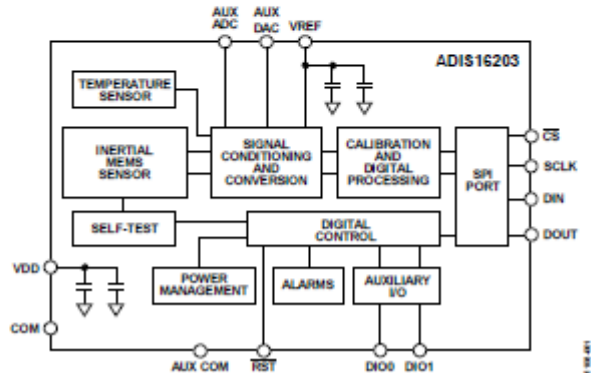 AUX
ADC
AUX
DAC
VREF
ADIS16203
TEMPERATURE
SENSOR
INERTIAL
MEMS
SENSOR
SIGNAL
CONDITIONING
AND
CONVERSION
CALIBRATION
AND
DIGITAL
PROCESSING
SPI
PORT
CS
SCLK
DIN
DOUT
SELF-TEST
DIGITAL
CONTROL
VDD
POWER
MANAGEMENT
ALARMS
AUXILIARY
I/O
COM
AUX COM
RST
DIO0
DIO1